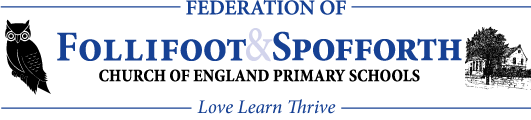 FEDERATION OF
FOLLIFOOT&SPOFFORTH
CHURCH OF ENGLAND PRIMARY SCHOOLS
Love Learn Thrive